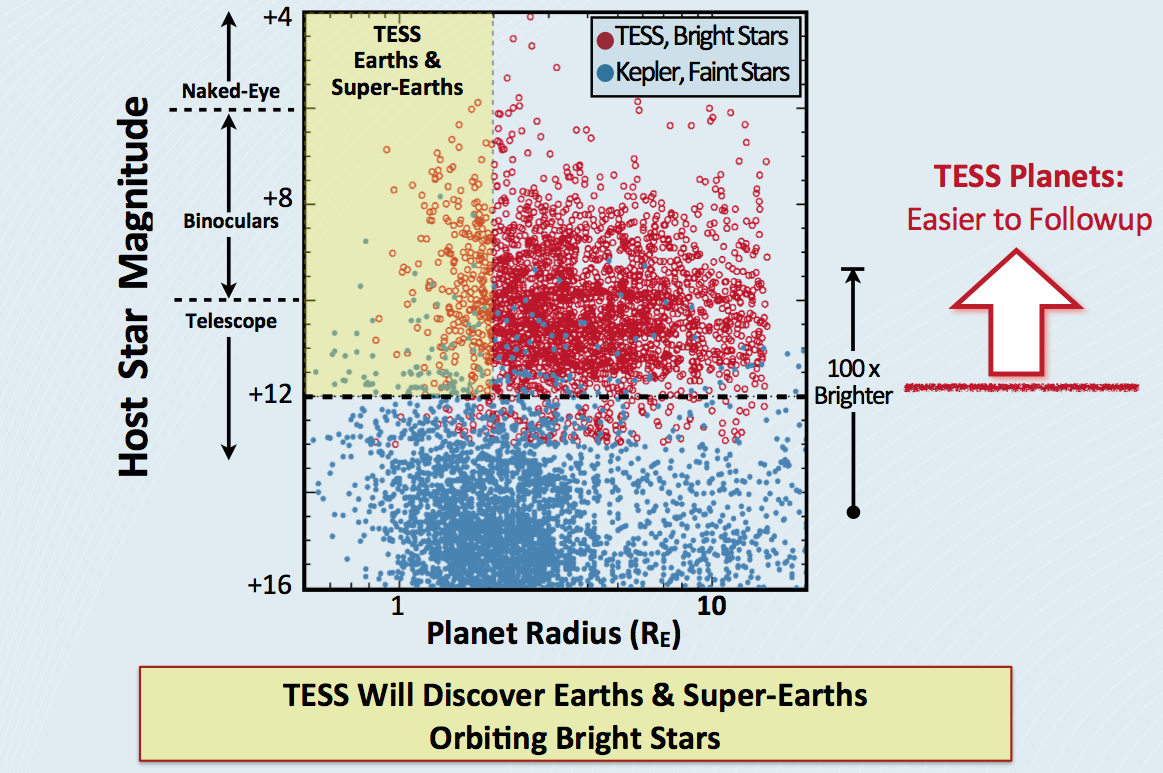 +4
+8
+12
+16
Host Star Magnitude
Naked-Eye
Binoculars
Telescope
TESS
Earths &
Super-Earths
TESS, Bright Stars
Kepler, Faint Stars
1
10
Planet Radius (RE)
100 x
Brighter
TESS Planets:
Easier to Followup
TESS Will Discover Earths & Super-Earths
Orbiting Bright Stars